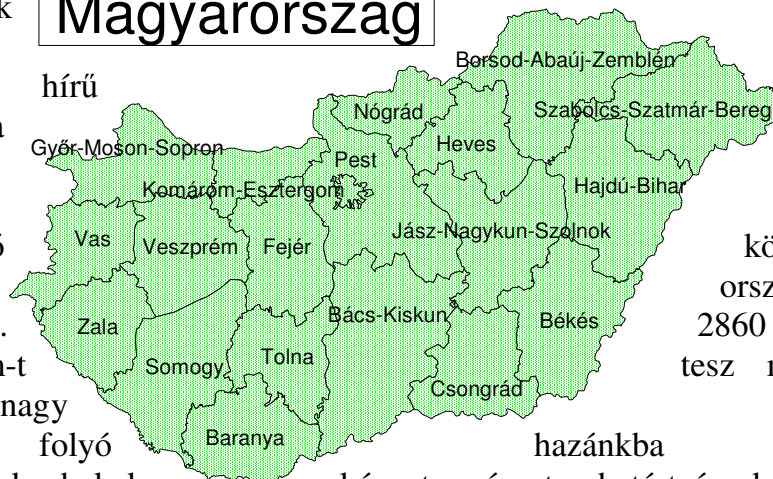 Magyarország
Borsod-Abaúj-Zemplén
hírű
Nógrád
Szabolcs-Szatmár-Bereg
Győr-Moson-Sopron
Heves
Pest
Komárom-Esztergom
Hajdú-Bihar
Jász-Nagykun-Szolnok
Vas
Veszprém
Fejér
Bács-Kiskun
Békés
2860
Zala
Tolna
Somogy
tesz
Csongrád
nagy
Baranya
folyó
hazánkba